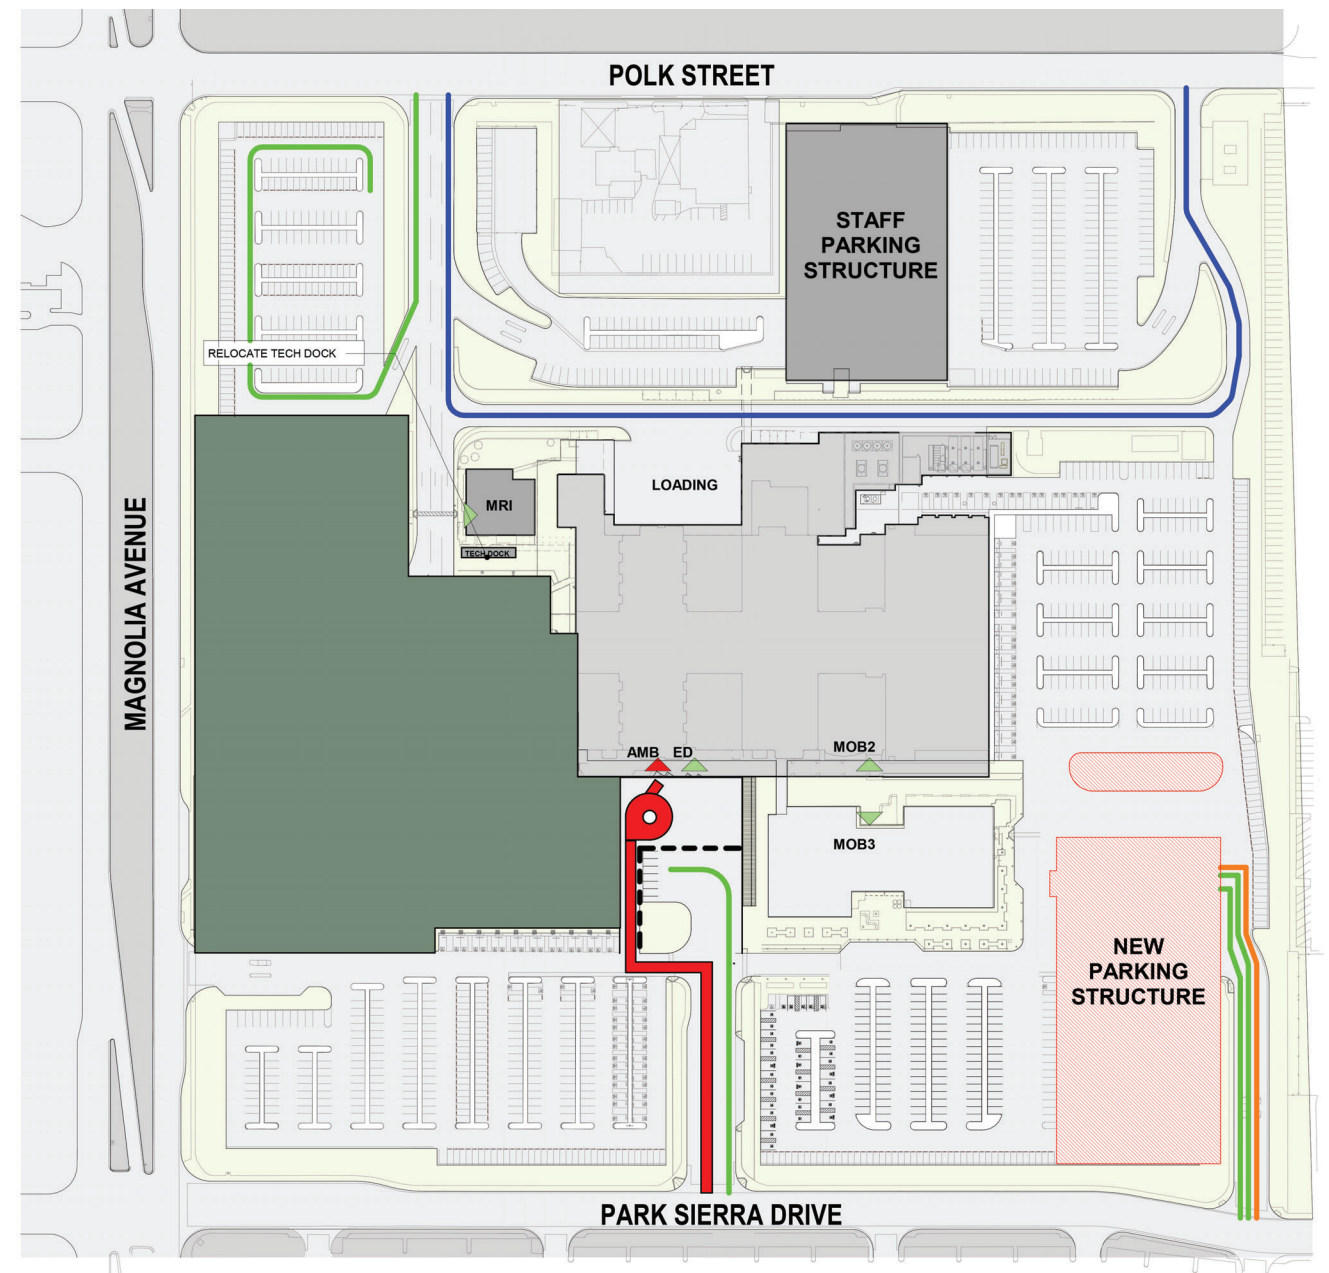 POLK STREET
STAFF
PARKING
STRUCTURE
RELOCATE TECH DOCK
LOADING
MRI
TECH DOCK
MAGNOLIA AVENUE
AMB ED
MOB2
MOB3
NEW
PARKING
STRUCTURE
PARK SIERRA DRIVE